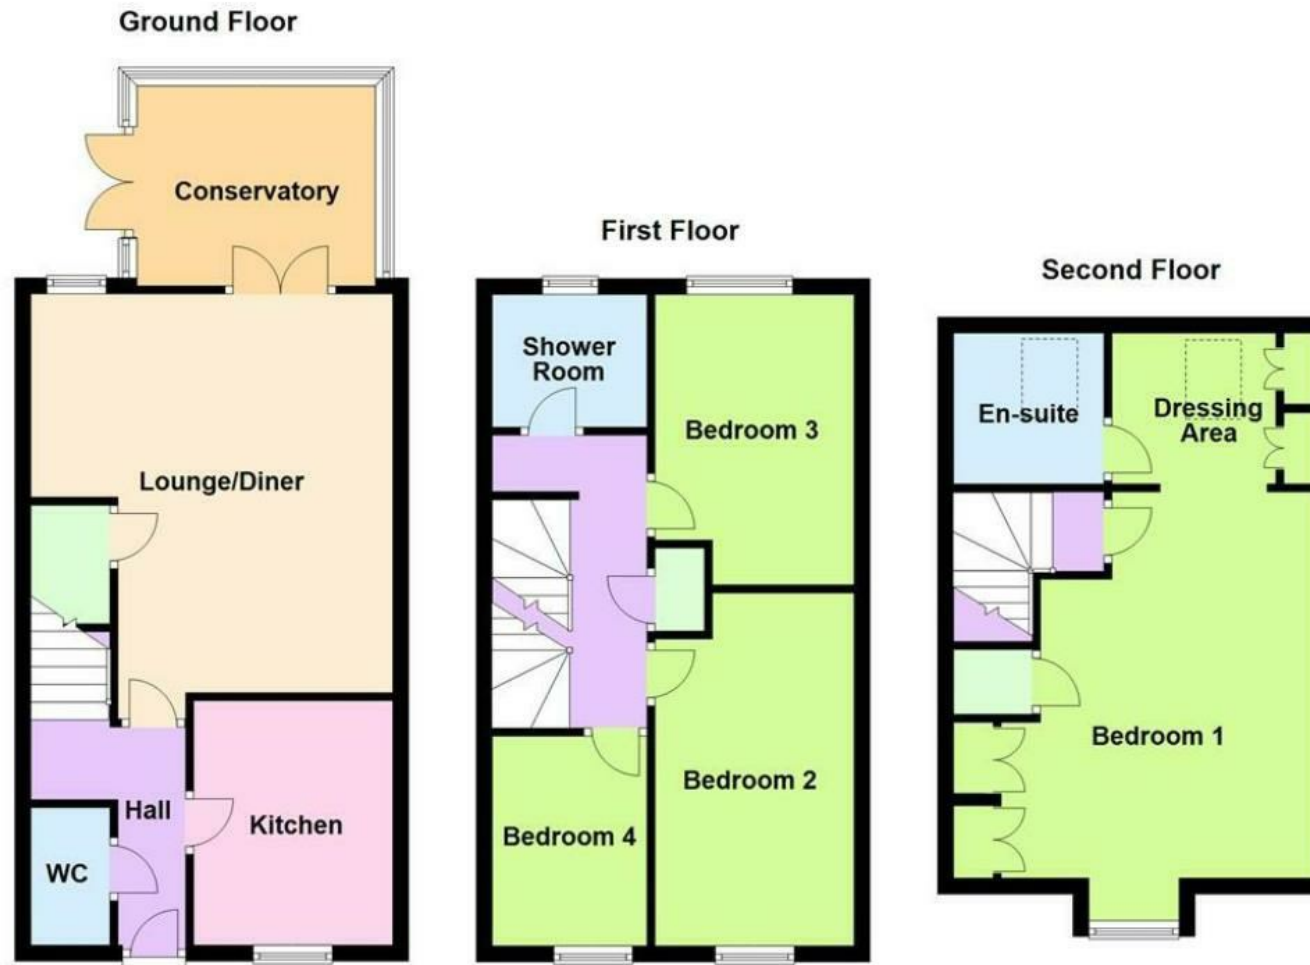 Ground Floor
Conservatory
Lounge/Diner
Hall
Kitchen
WC
First Floor
Shower
Room
Bedroom 3
Bedroom 2
Bedroom 4
Second Floor
En-suite
Dressing
Area
Bedroom 1